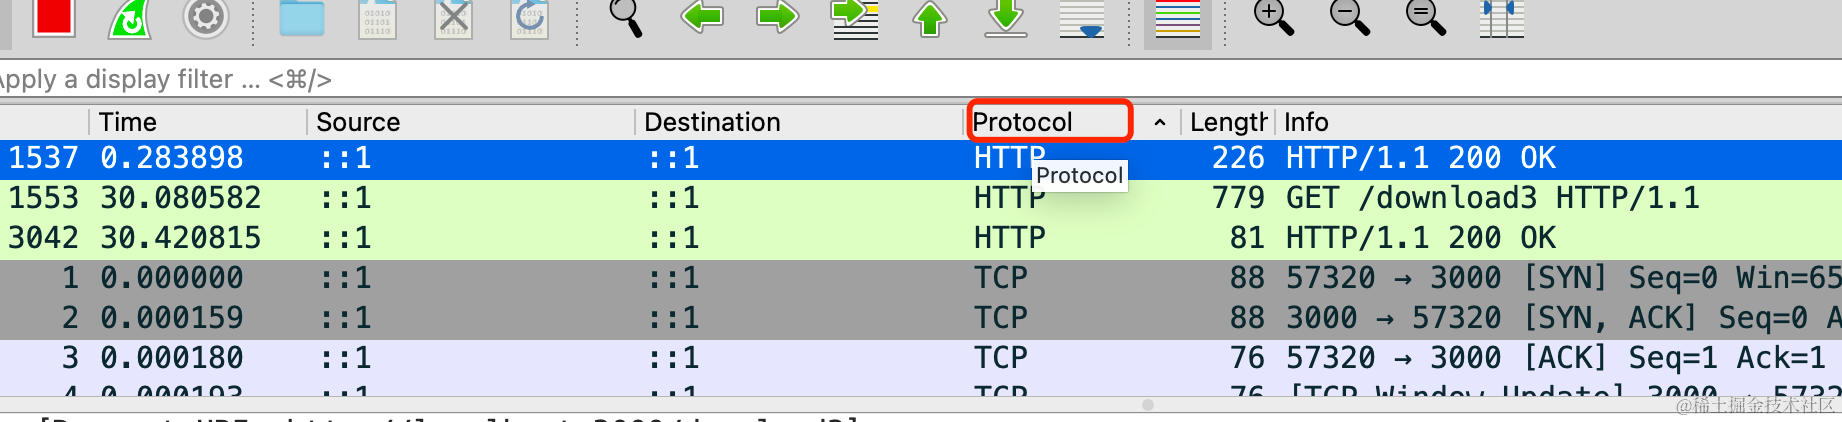 Apply a display filter ... <⌘/>
Time Source Destination Protocol Length Info
1537 0.283898 ::1 ::1 HTTP 226 HTTP/1.1 200 OK
Protocol
1553 30.080582 ::1 ::1 HTTP 779 GET /download3 HTTP/1.1
3042 30.420815 ::1 ::1 HTTP 81 HTTP/1.1 200 OK
1 0.000000 ::1 ::1 TCP 88 57320 → 3000 [SYN] Seq=0 Win=65
2 0.000159 ::1 ::1 TCP 88 3000 → 57320 [SYN, ACK] Seq=0 A
3 0.000180 ::1 ::1 TCP 76 57320 → 3000 [ACK] Seq=1 Ack=1
4 0.000193 ::1 ::1 TCP 76 [TCP Window Update] 3000 → 5732
@稀土掘金技术社区